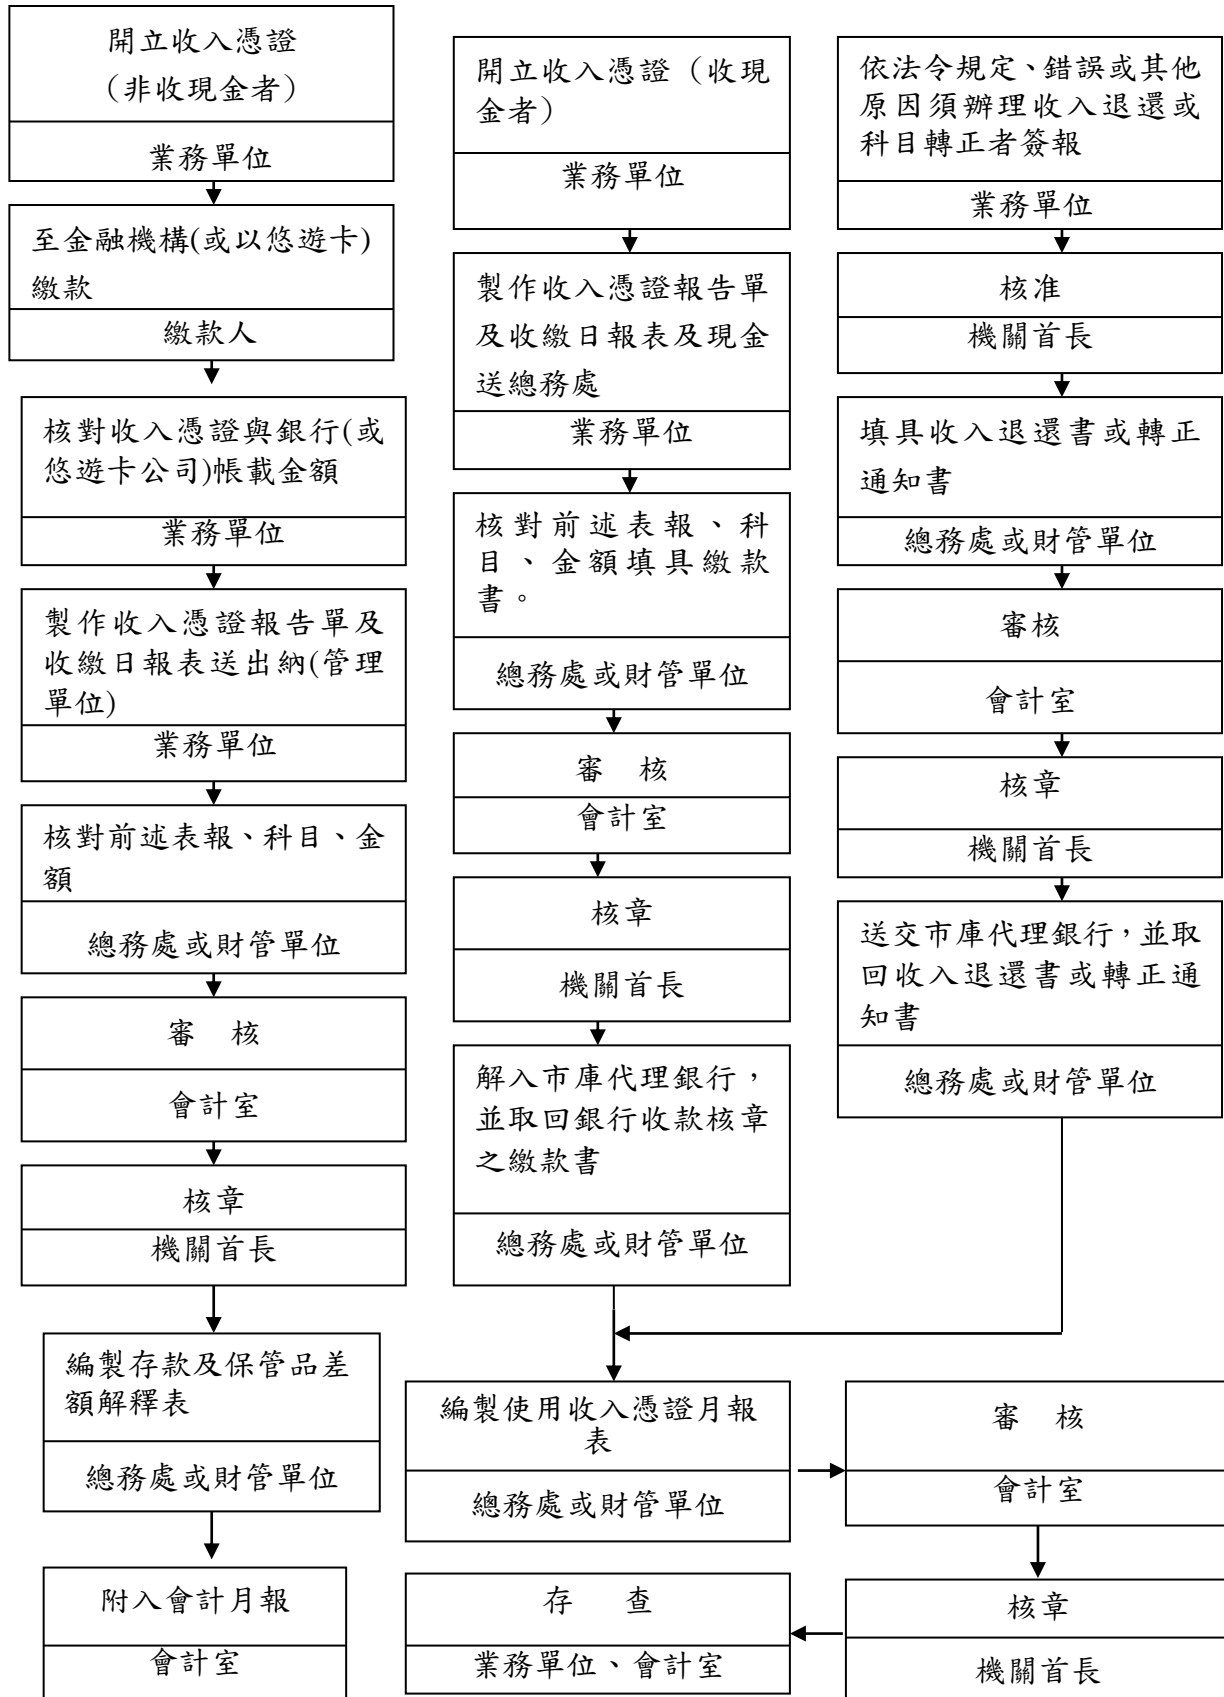 開立收入憑證
（非收現金者）
業務單位
至金融機構(或以悠遊卡)
繳款
繳款人
核對收入憑證與銀行(或
悠遊卡公司)帳載金額
業務單位
製作收入憑證報告單及
收繳日報表送出納(管理
單位)
業務單位
核對前述表報、科目、金
額
總務處或財管單位
審　核
會計室
核章
機關首長
編製存款及保管品差
額解釋表
總務處或財管單位
附入會計月報
會計室
開立收入憑證（收現
金者）
業務單位
製作收入憑證報告單
及收繳日報表及現金
送總務處
業務單位
核對前述表報、科
目、金額填具繳款
書。
總務處或財管單位
審　核
會計室
核章
機關首長
解入市庫代理銀行，
並取回銀行收款核章
之繳款書
總務處或財管單位
依法令規定、錯誤或其他
原因須辦理收入退還或
科目轉正者簽報
業務單位
核准
機關首長
填具收入退還書或轉正
通知書
總務處或財管單位
審核
會計室
核章
機關首長
送交市庫代理銀行，並取
回收入退還書或轉正通
知書
總務處或財管單位
編製使用收入憑證月報
表
總務處或財管單位
審　核
會計室
核章
機關首長
存　查
業務單位、會計室